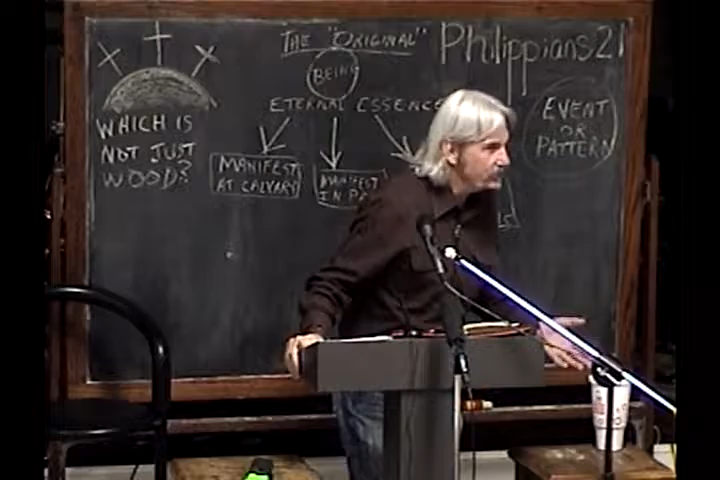 THE "ORIGINAL"
BEING
ETERNAL ESSENCE
MANIFEST
AT CALVARY
MANIFEST
IN
WHICH IS
NOT JUST
WOOD?
Philippians 2
EVENT
OR
PATTERN